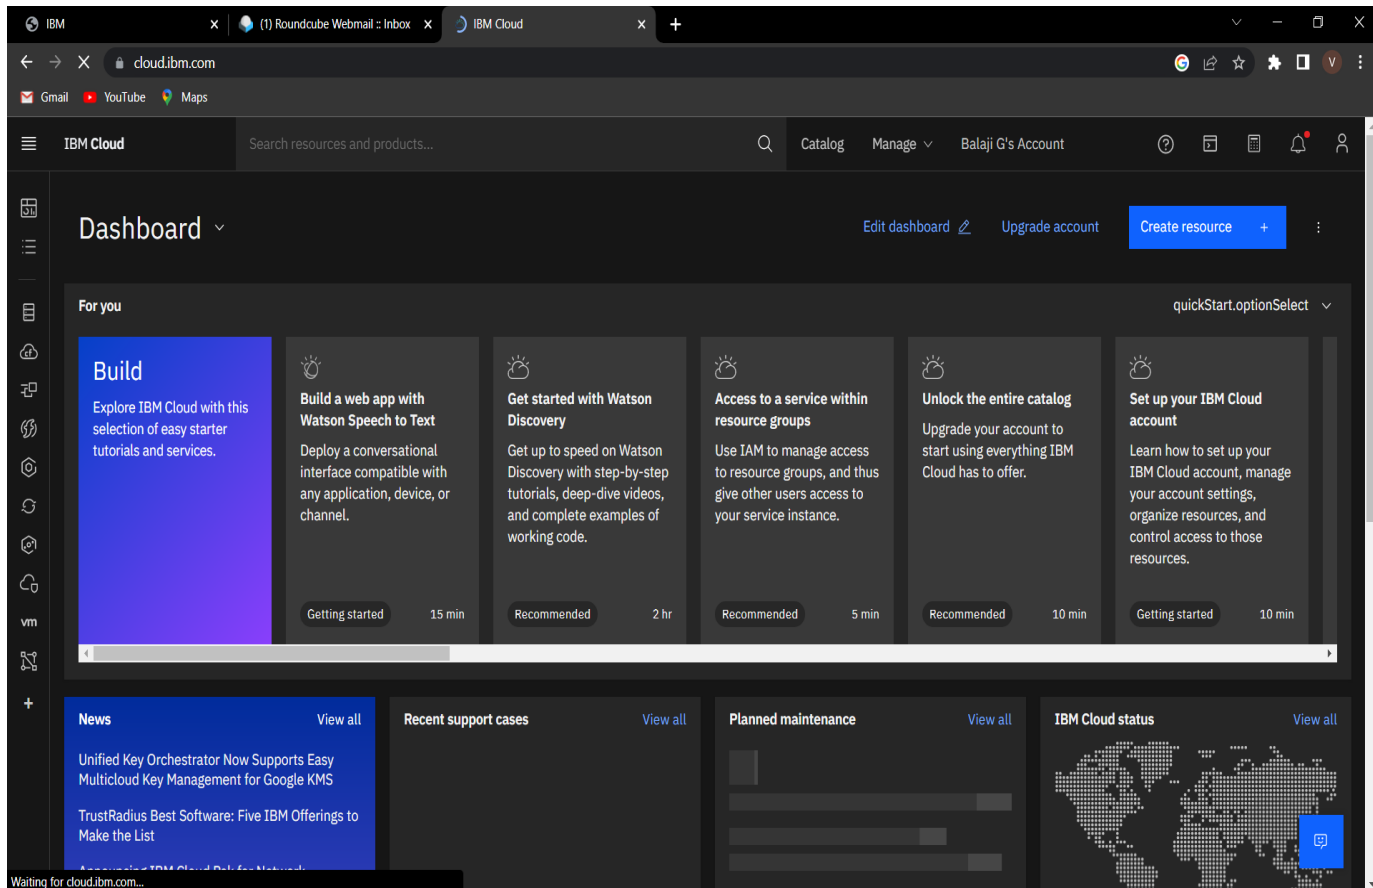 IBM
(1) Roundcube Webmail :: Inbox
IBM Cloud
cloud.ibm.com
V
Gmail
YouTube
Maps
IBM Cloud
Search resources and products...
Catalog
Manage
Balaji G's Account
Dashboard
Edit dashboard
Upgrade account
Create resource +
For you
quickStart.optionSelect
Build
Explore IBM Cloud with this
selection of easy starter
tutorials and services.
Build a web app with
Watson Speech to Text
Deploy a conversational
interface compatible with
any application, device, or
channel.
Getting started
15 min
Get started with Watson
Discovery
Get up to speed on Watson
Discovery with step-by-step
tutorials, deep-dive videos,
and complete examples of
working code.
Recommended
2 hr
Access to a service within
resource groups
Use IAM to manage access
to resource groups, and thus
give other users access to
your service instance.
Recommended
5 min
Unlock the entire catalog
Upgrade your account to
start using everything IBM
Cloud has to offer.
Recommended
10 min
Set up your IBM Cloud
account
Learn how to set up your
IBM Cloud account, manage
your account settings,
organize resources, and
control access to those
resources.
Getting started
10 min
cf
vm
News
View all
Unified Key Orchestrator Now Supports Easy
Multicloud Key Management for Google KMS
TrustRadius Best Software: Five IBM Offerings to
Make the List
Announcing IBM Cloud Pak for Network
Recent support cases
View all
Planned maintenance
View all
IBM Cloud status
View all
Waiting for cloud.ibm.com...